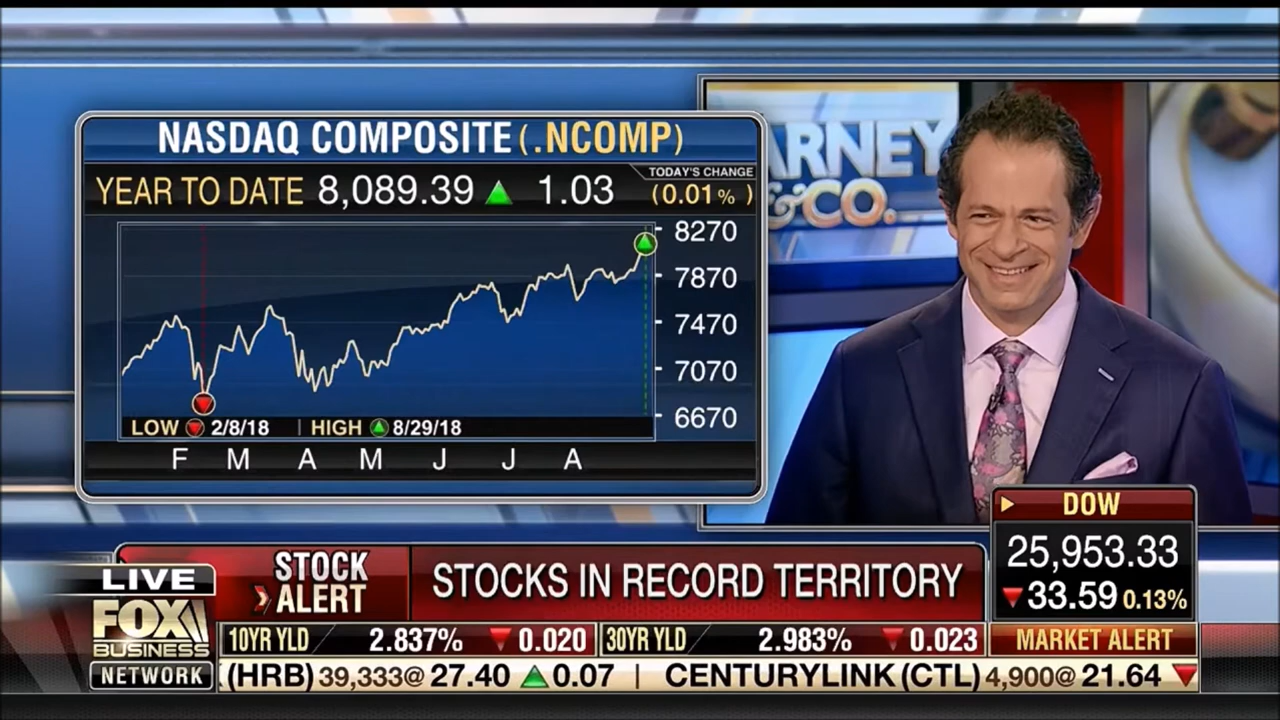 NASDAQ COMPOSITE (.NCOMP)
TODAY'S CHANGE
YEAR TO DATE 8,089.39 ▲ 1.03 (0.01%)
8270
7870
7470
7070
6670
LOW ▼ 2/8/18 | HIGH ▲ 8/29/18
F M A M J J A
ARNEY
&CO.
DOW
25,953.33
▼33.59 0.13%
MARKET ALERT
STOCK
ALERT
STOCKS IN RECORD TERRITORY
LIVE
FOX
BUSINESS
NETWORK
10YR YLD 2.837% ▼ 0.020
30YR YLD 2.983% ▼ 0.023
(HRB) 39,333@ 27.40 ▲0.07 | CENTURYLINK (CTL) 4,900@ 21.64 ▼